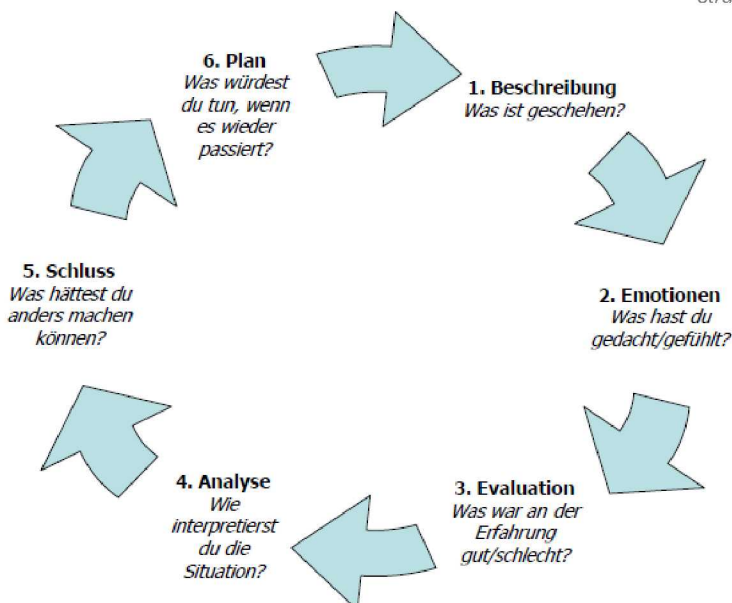 1. Beschreibung
Was ist geschehen?
2. Emotionen
Was hast du
gedacht/gefühlt?
3. Evaluation
Was war an der
Erfahrung
gut/schlecht?
4. Analyse
Wie
interpretierst
du die
Situation?
5. Schluss
Was hättest du
anders machen
können?
6. Plan
Was würdest
du tun, wenn
es wieder
passiert?